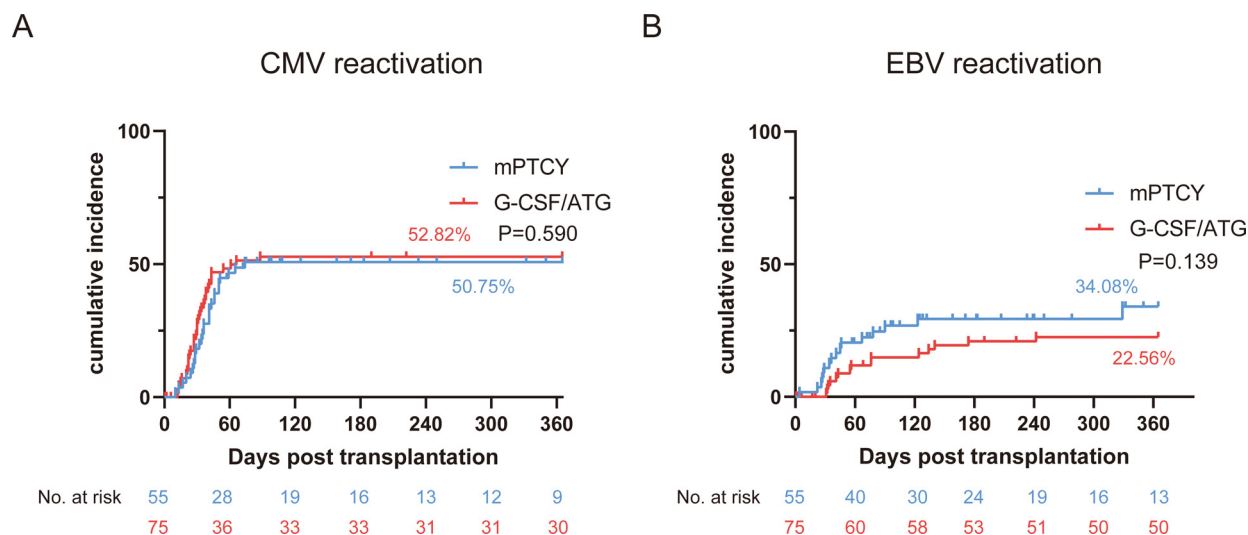 A
CMV reactivation
100
50
0
cumulative incidence
mPTCY
G-CSF/ATG
P=0.590
52.82%
50.75%
0 60 120 180 240 300 360
Days post transplantation
No. at risk 55 28 19 16 13 12 9
75 36 33 33 31 31 30
B
EBV reactivation
100
50
0
cumulative incidence
mPTCY
G-CSF/ATG
P=0.139
34.08%
22.56%
0 60 120 180 240 300 360
Days post transplantation
No. at risk 55 40 30 24 19 16 13
75 60 58 53 51 50 50